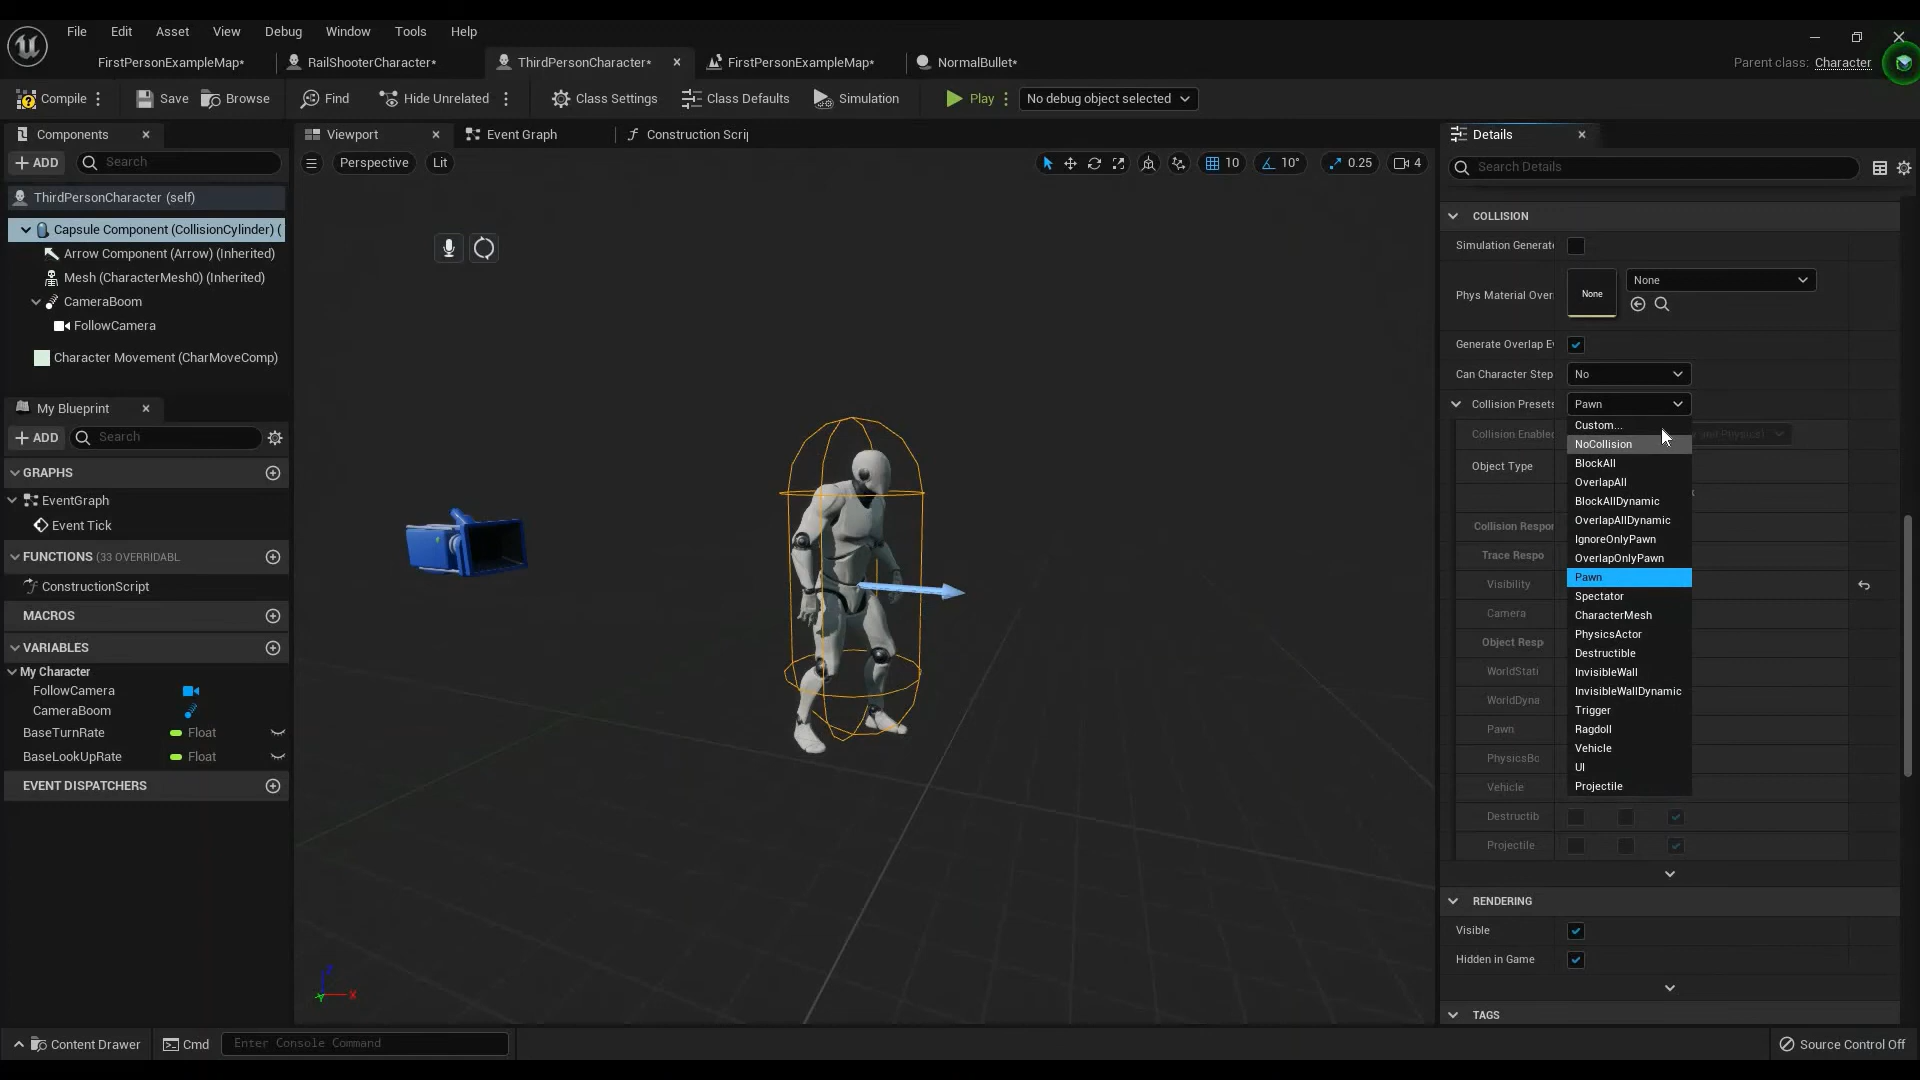 File Edit Asset View Debug Window Tools Help
FirstPersonExampleMap* RailShooterCharacter* ThirdPersonCharacter* FirstPersonExampleMap* NormalBullet* Parent class: Character
Compile Save Browse Find Hide Unrelated Class Settings Class Defaults Simulation Play No debug object selected
Components Viewport Event Graph Construction Scrip Details
ADD Search Perspective Lit 10 10° 0.25 4 Search Details
ThirdPersonCharacter (self)
Capsule Component (CollisionCylinder) (
Arrow Component (Arrow) (Inherited)
Mesh (CharacterMesh0) (Inherited)
CameraBoom
FollowCamera
Character Movement (CharMoveComp)
My Blueprint
ADD Search
GRAPHS
EventGraph
Event Tick
FUNCTIONS (33 OVERRIDABL
ConstructionScript
MACROS
VARIABLES
My Character
FollowCamera
CameraBoom
BaseTurnRate Float
BaseLookUpRate Float
EVENT DISPATCHERS
Z
Y X
COLLISION
Simulation Generate
Phys Material Over None None
Generate Overlap Ev
Can Character Step No
Collision Presets Pawn
Custom...
Collision Enabled and Physics)
NoCollision
BlockAll
Object Type
OverlapAll
BlockAllDynamic
Collision Respon
OverlapAllDynamic
IgnoreOnlyPawn
Trace Respo
OverlapOnlyPawn
Visibility
Pawn
Spectator
Camera
CharacterMesh
Object Resp
PhysicsActor
Destructible
WorldStati
InvisibleWall
WorldDyna
InvisibleWallDynamic
Trigger
Pawn
Ragdoll
Vehicle
PhysicsBo
UI
Vehicle
Projectile
Destructib
Projectile
RENDERING
Visible
Hidden in Game
TAGS
Content Drawer Cmd Enter Console Command Source Control Off